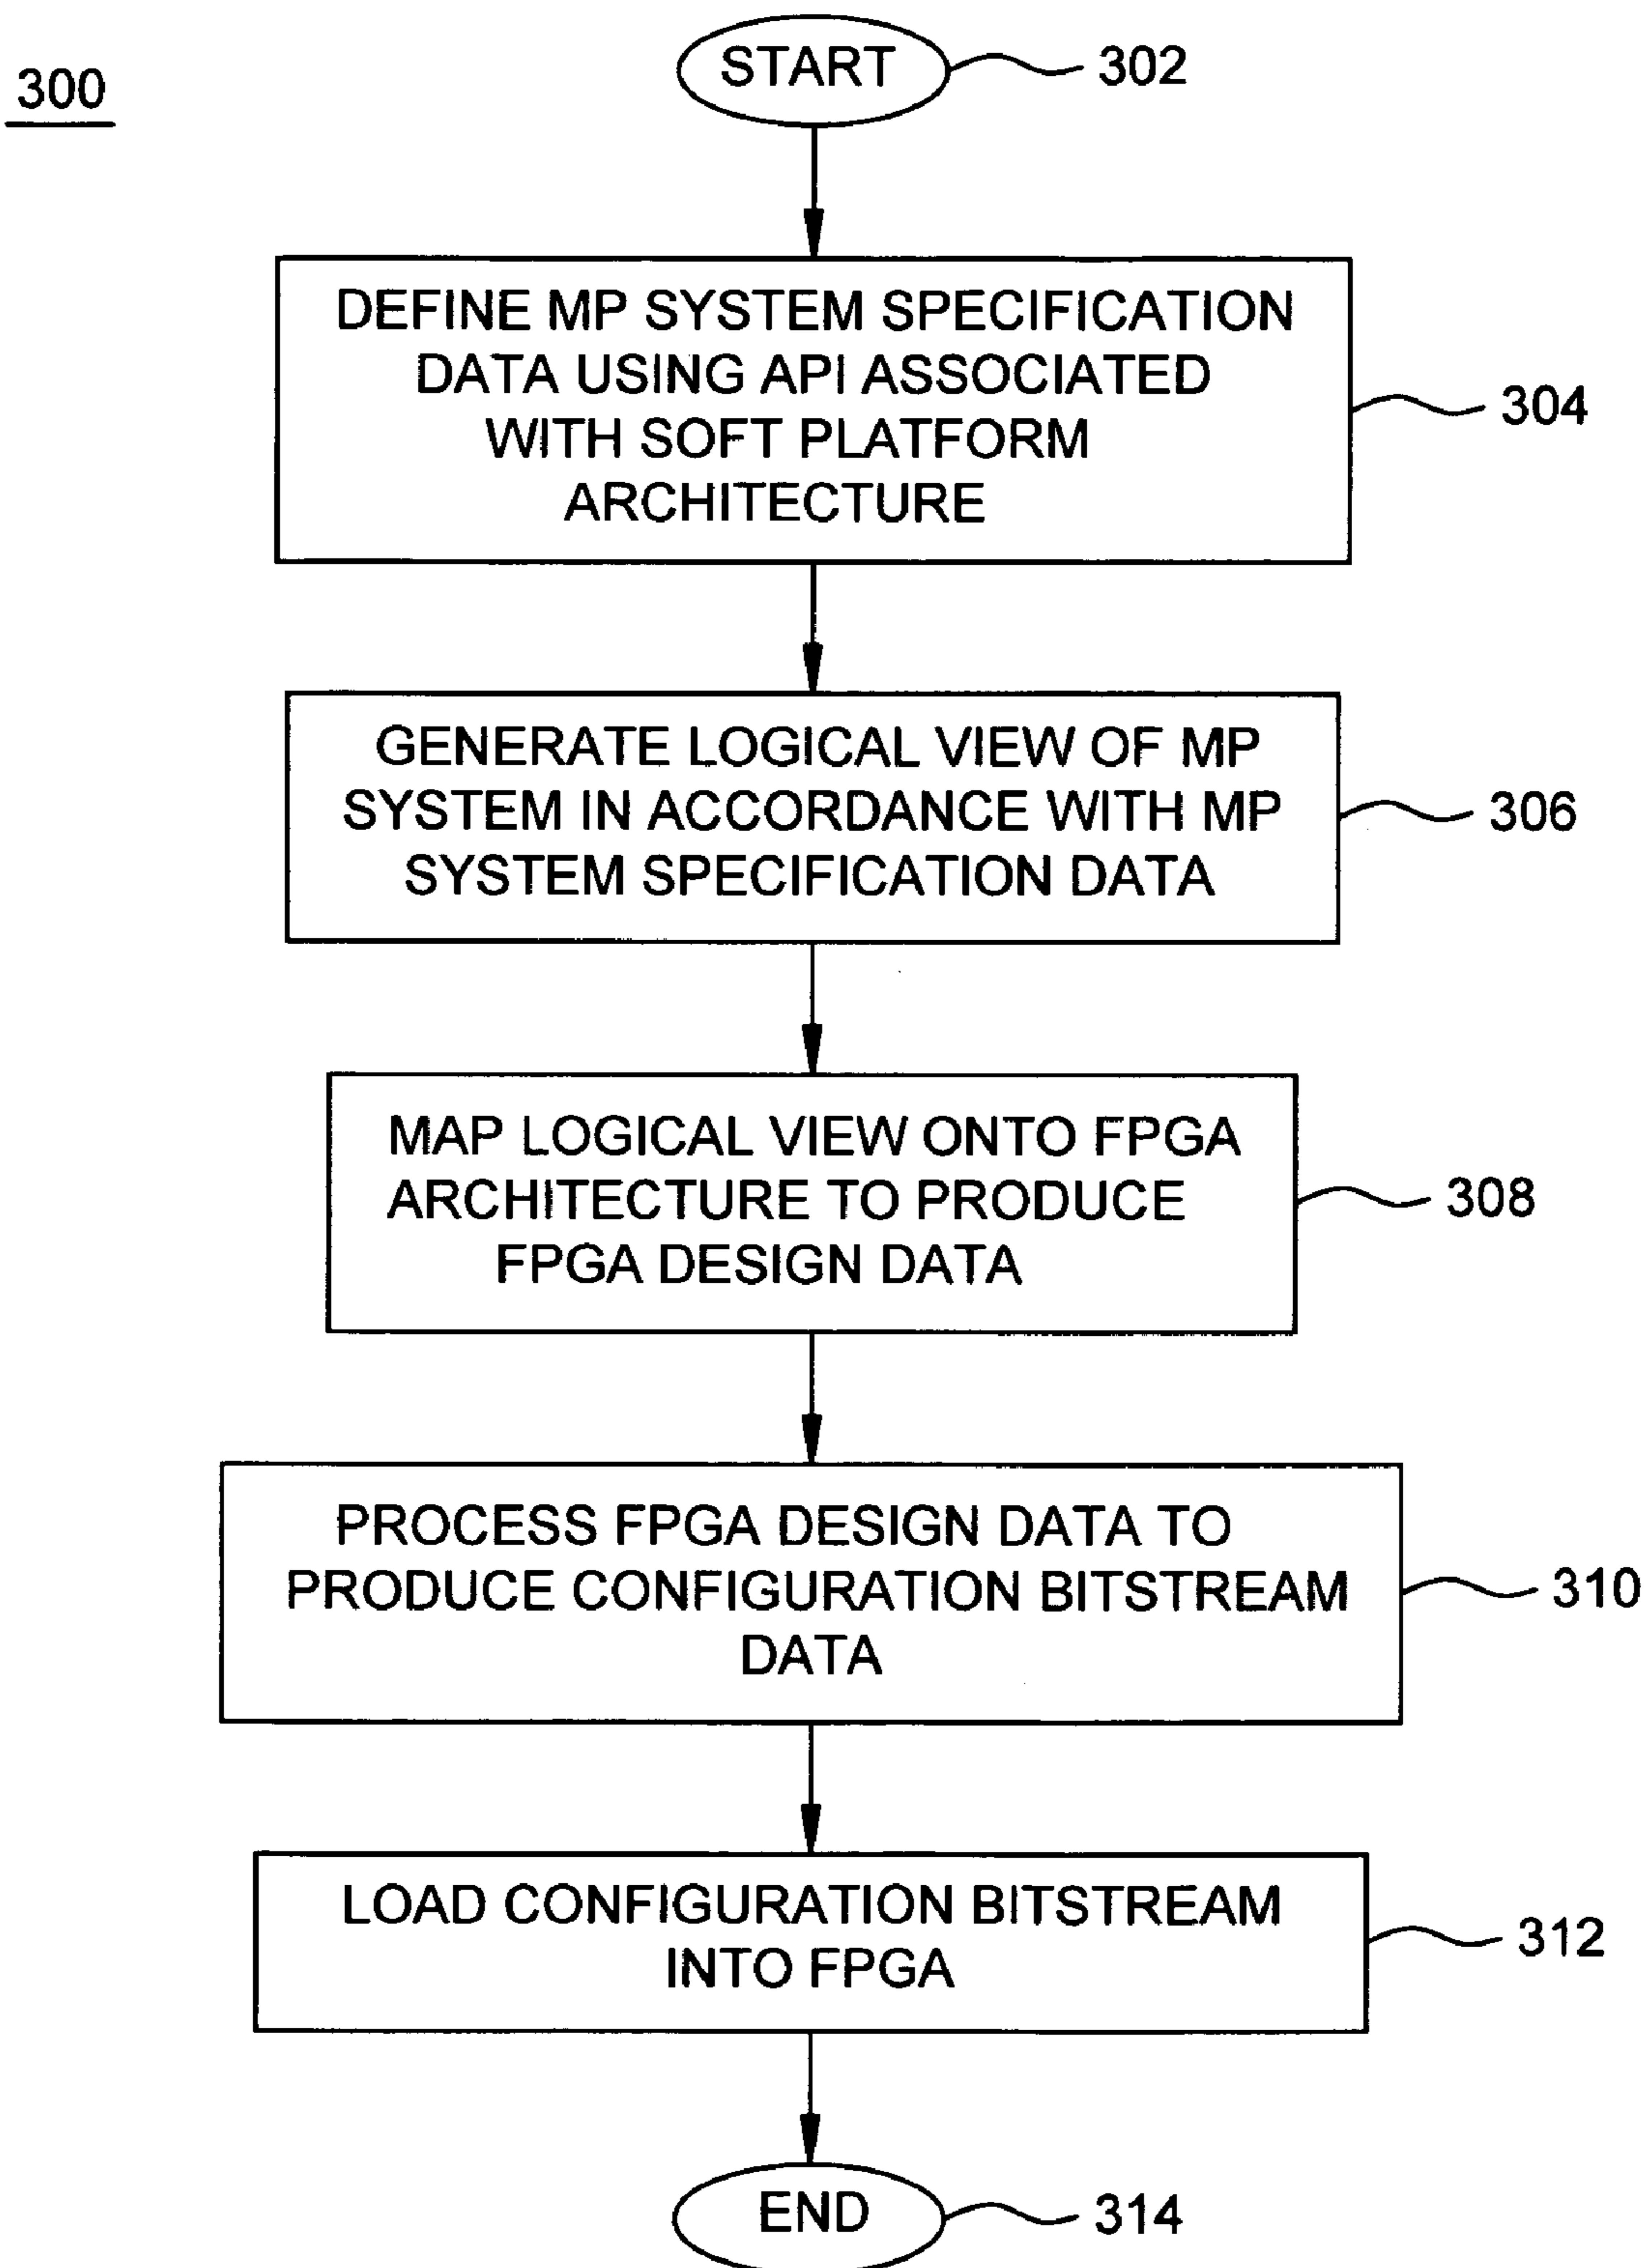 300
START
302
DEFINE MP SYSTEM SPECIFICATION
DATA USING API ASSOCIATED
WITH SOFT PLATFORM
ARCHITECTURE
304
GENERATE LOGICAL VIEW OF MP
SYSTEM IN ACCORDANCE WITH MP
SYSTEM SPECIFICATION DATA
306
MAP LOGICAL VIEW ONTO FPGA
ARCHITECTURE TO PRODUCE
FPGA DESIGN DATA
308
PROCESS FPGA DESIGN DATA TO
PRODUCE CONFIGURATION BITSTREAM
DATA
310
LOAD CONFIGURATION BITSTREAM
INTO FPGA
312
END
314